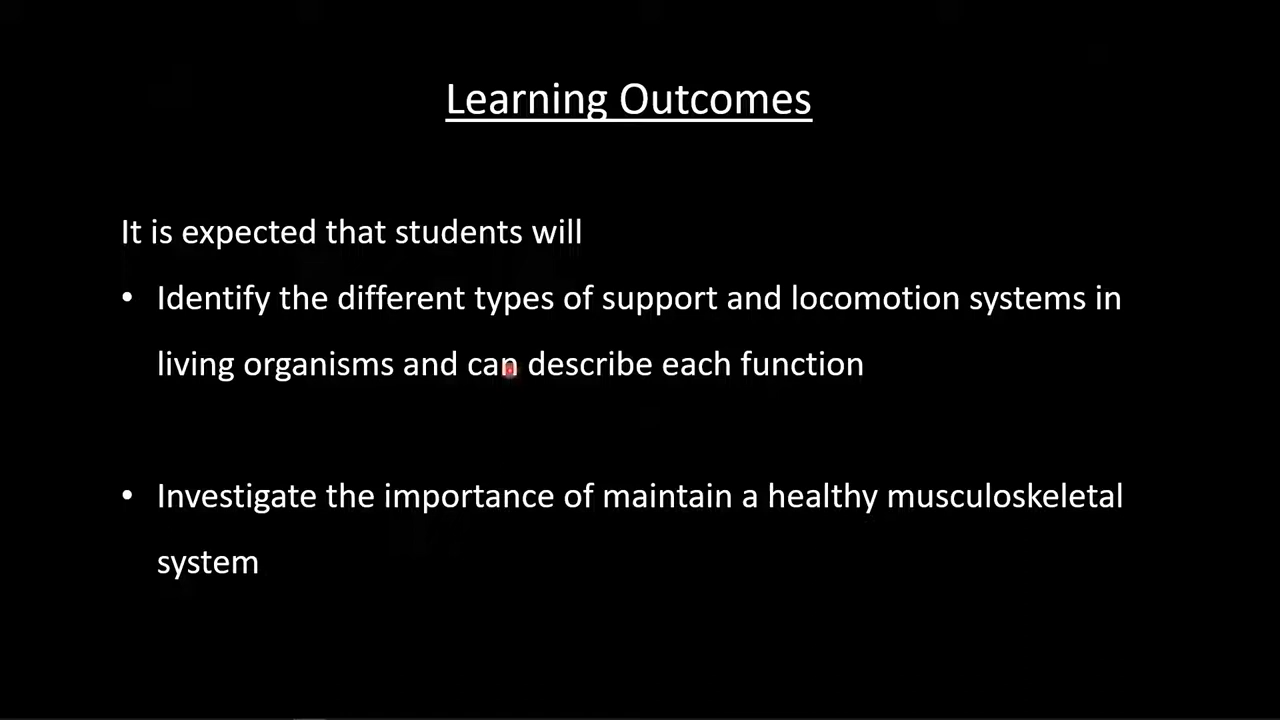 Learning Outcomes
It is expected that students will
• Identify the different types of support and locomotion systems in
living organisms and can describe each function
• Investigate the importance of maintain a healthy musculoskeletal
system